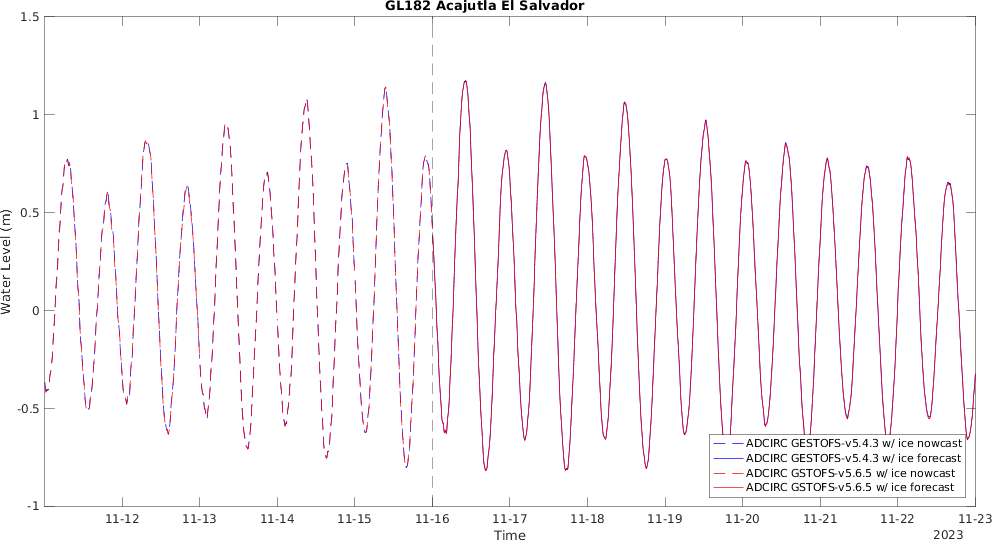 GL182 Acajutla El Salvador
1.5
1
0.5
0
-0.5
-1
Water Level (m)
ADCIRC GESTOFS-v5.4.3 w/ ice nowcast
ADCIRC GESTOFS-v5.4.3 w/ ice forecast
ADCIRC GSTOFS-v5.6.5 w/ ice nowcast
ADCIRC GSTOFS-v5.6.5 w/ ice forecast
11-12 11-13 11-14 11-15 11-16 11-17 11-18 11-19 11-20 11-21 11-22 11-23
Time
2023